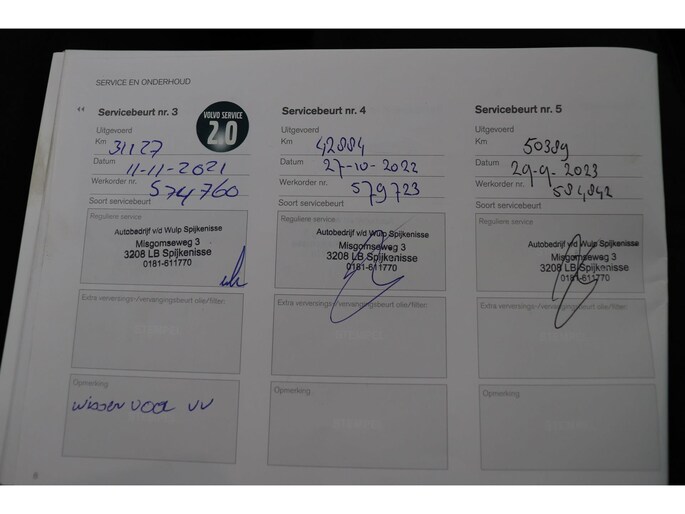 SERVICE EN ONDERHOUD
Servicebeurt nr. 3
VOLVO SERVICE
2.0
Uitgevoerd
Km 31127
Datum 11-11-2021
Werkorder nr. 574760
Soort servicebeurt
Reguliere service
Autobedrijf v/d Wulp Spijkenisse
Misgomseweg 3
3208 LB Spijkenisse
0181-611770
Extra verversings-/vervangingsbeurt olie/filter:
Opmerking
wissen voor vv
Servicebeurt nr. 4
Uitgevoerd
Km 42884
Datum 27-10-2022
Werkorder nr. 579723
Soort servicebeurt
Reguliere service
Autobedrijf v/d Wulp Spijkenisse
Misgomseweg 3
3208 LB Spijkenisse
0181-611770
Extra verversings-/vervangingsbeurt olie/filter:
Opmerking
Servicebeurt nr. 5
Uitgevoerd
Km 50389
Datum 29-9-2023
Werkorder nr. 584842
Soort servicebeurt
Reguliere service
Autobedrijf v/d Wulp Spijkenisse
Misgomseweg 3
3208 LB Spijkenisse
0181-611770
Extra verversings-/vervangingsbeurt olie/filter:
Opmerking